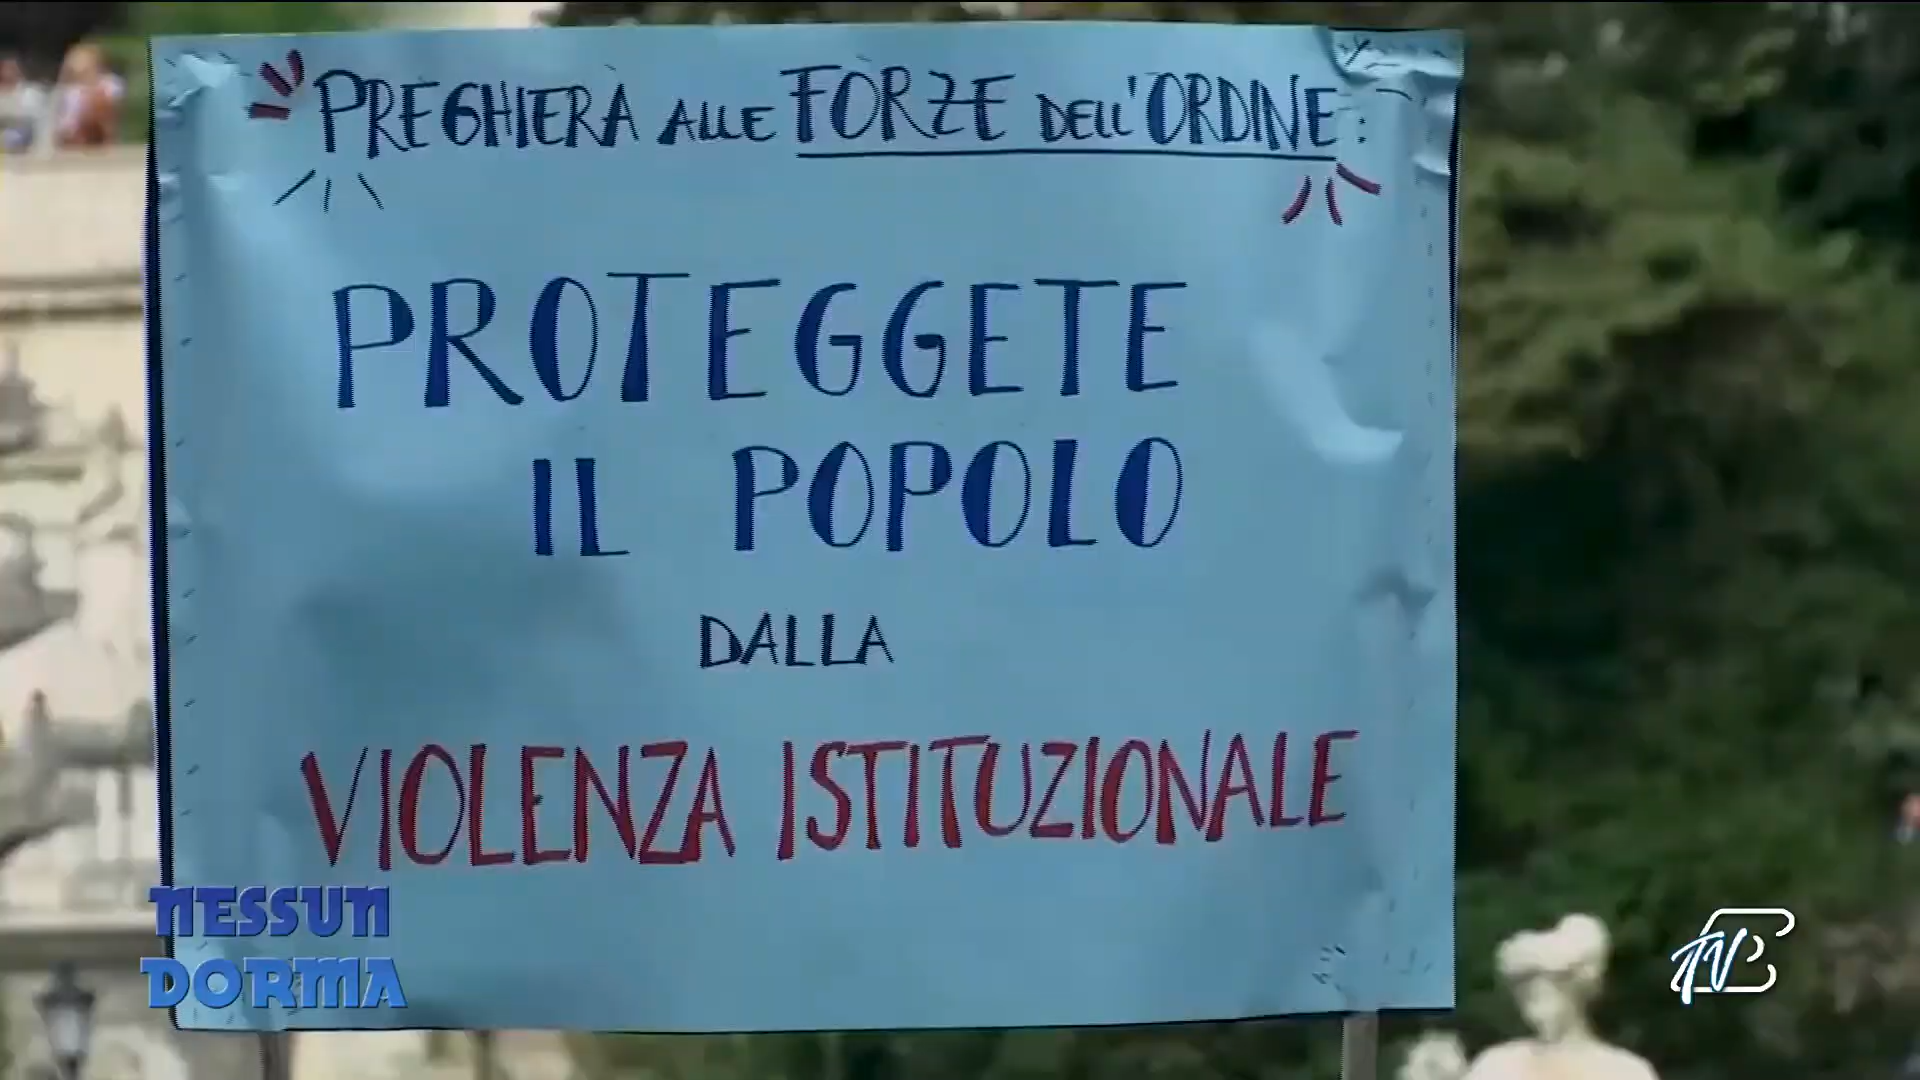 PREGHIERA ALLE FORZE DELL'ORDINE:
PROTEGGETE
IL POPOLO
DALLA
VIOLENZA ISTITUZIONALE
NESSUN
DORMA